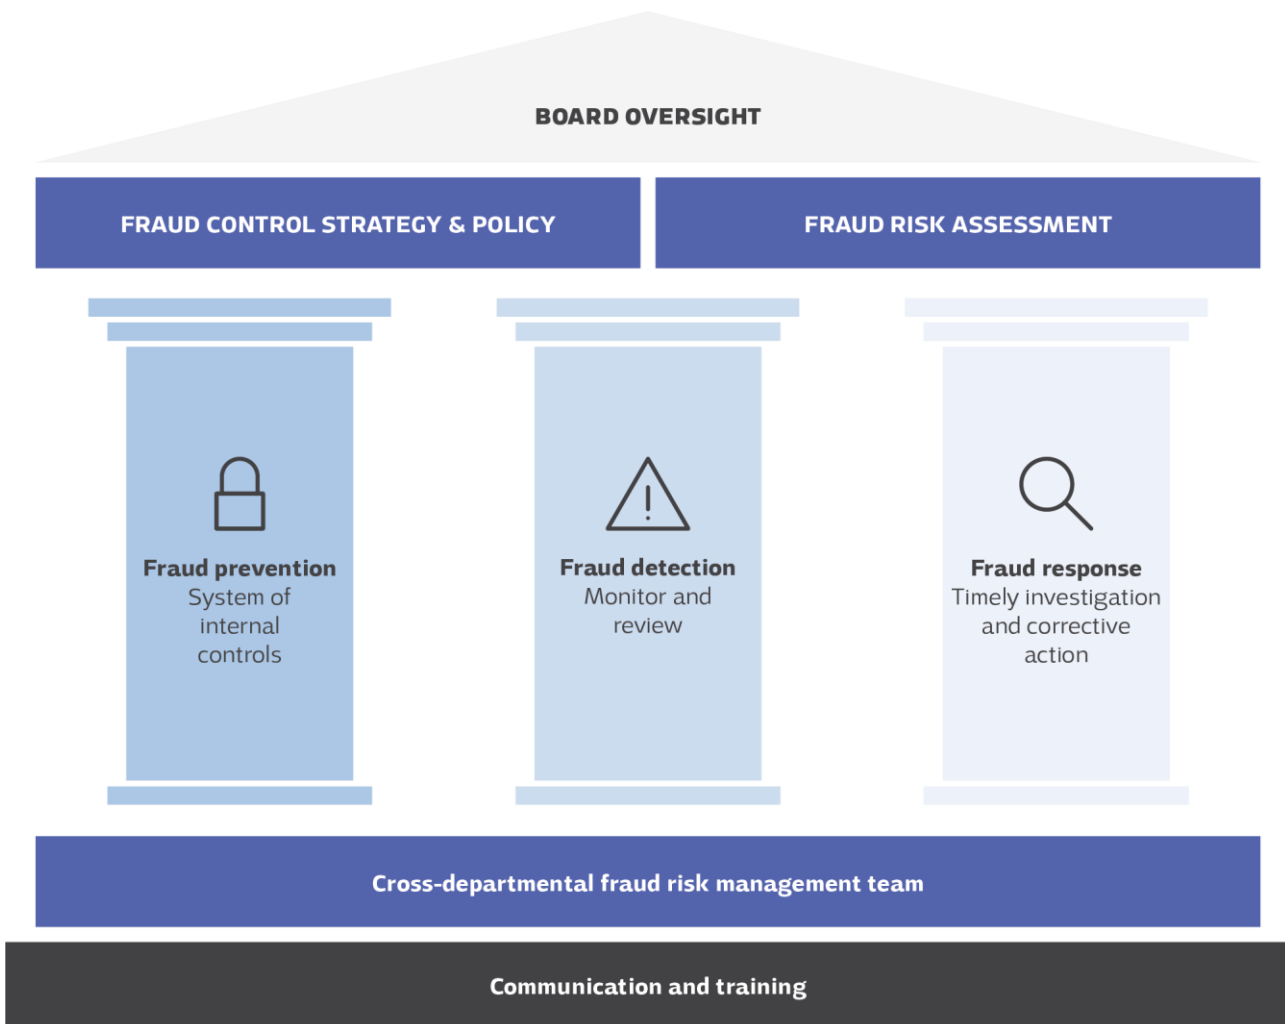 BOARD OVERSIGHT
FRAUD CONTROL STRATEGY & POLICY
FRAUD RISK ASSESSMENT
Fraud prevention
System of
internal
controls
Fraud detection
Monitor and
review
Fraud response
Timely investigation
and corrective
action
Cross-departmental fraud risk management team
Communication and training